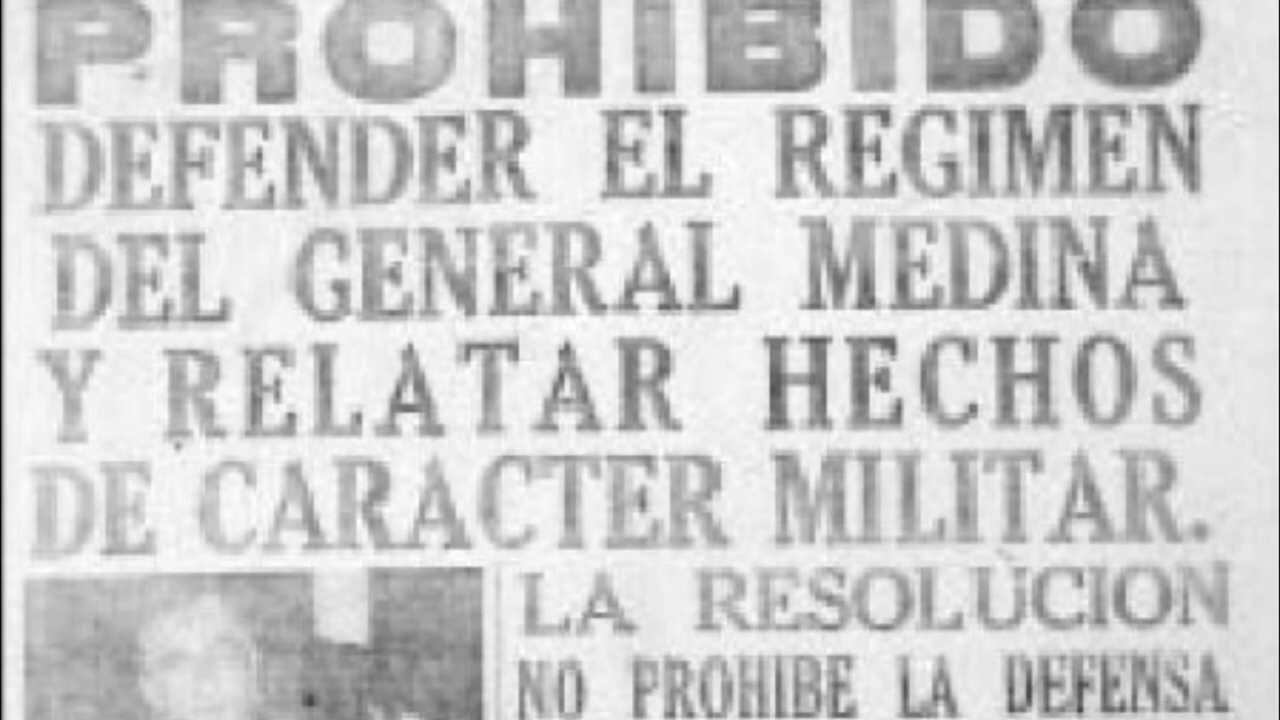 PROHIBIDO
DEFENDER EL REGIMEN
DEL GENERAL MEDINA
Y RELATAR HECHOS
DE CARACTER MILITAR.
LA RESOLUCION
NO PROHIBE LA DEFENSA